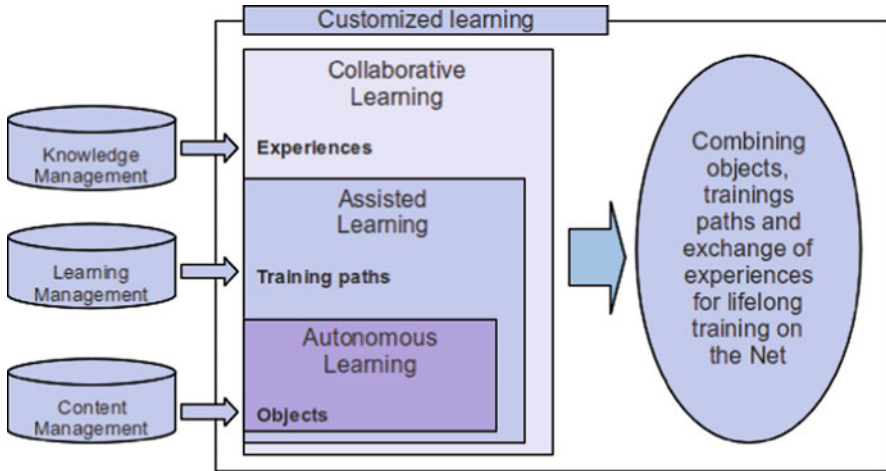 Customized learning
Collaborative
Learning
Knowledge
Management
Experiences
Assisted
Learning
Learning
Management
Training paths
Autonomous
Learning
Content
Management
Objects
Combining
objects,
trainings
paths and
exchange of
experiences
for lifelong
training on
the Net